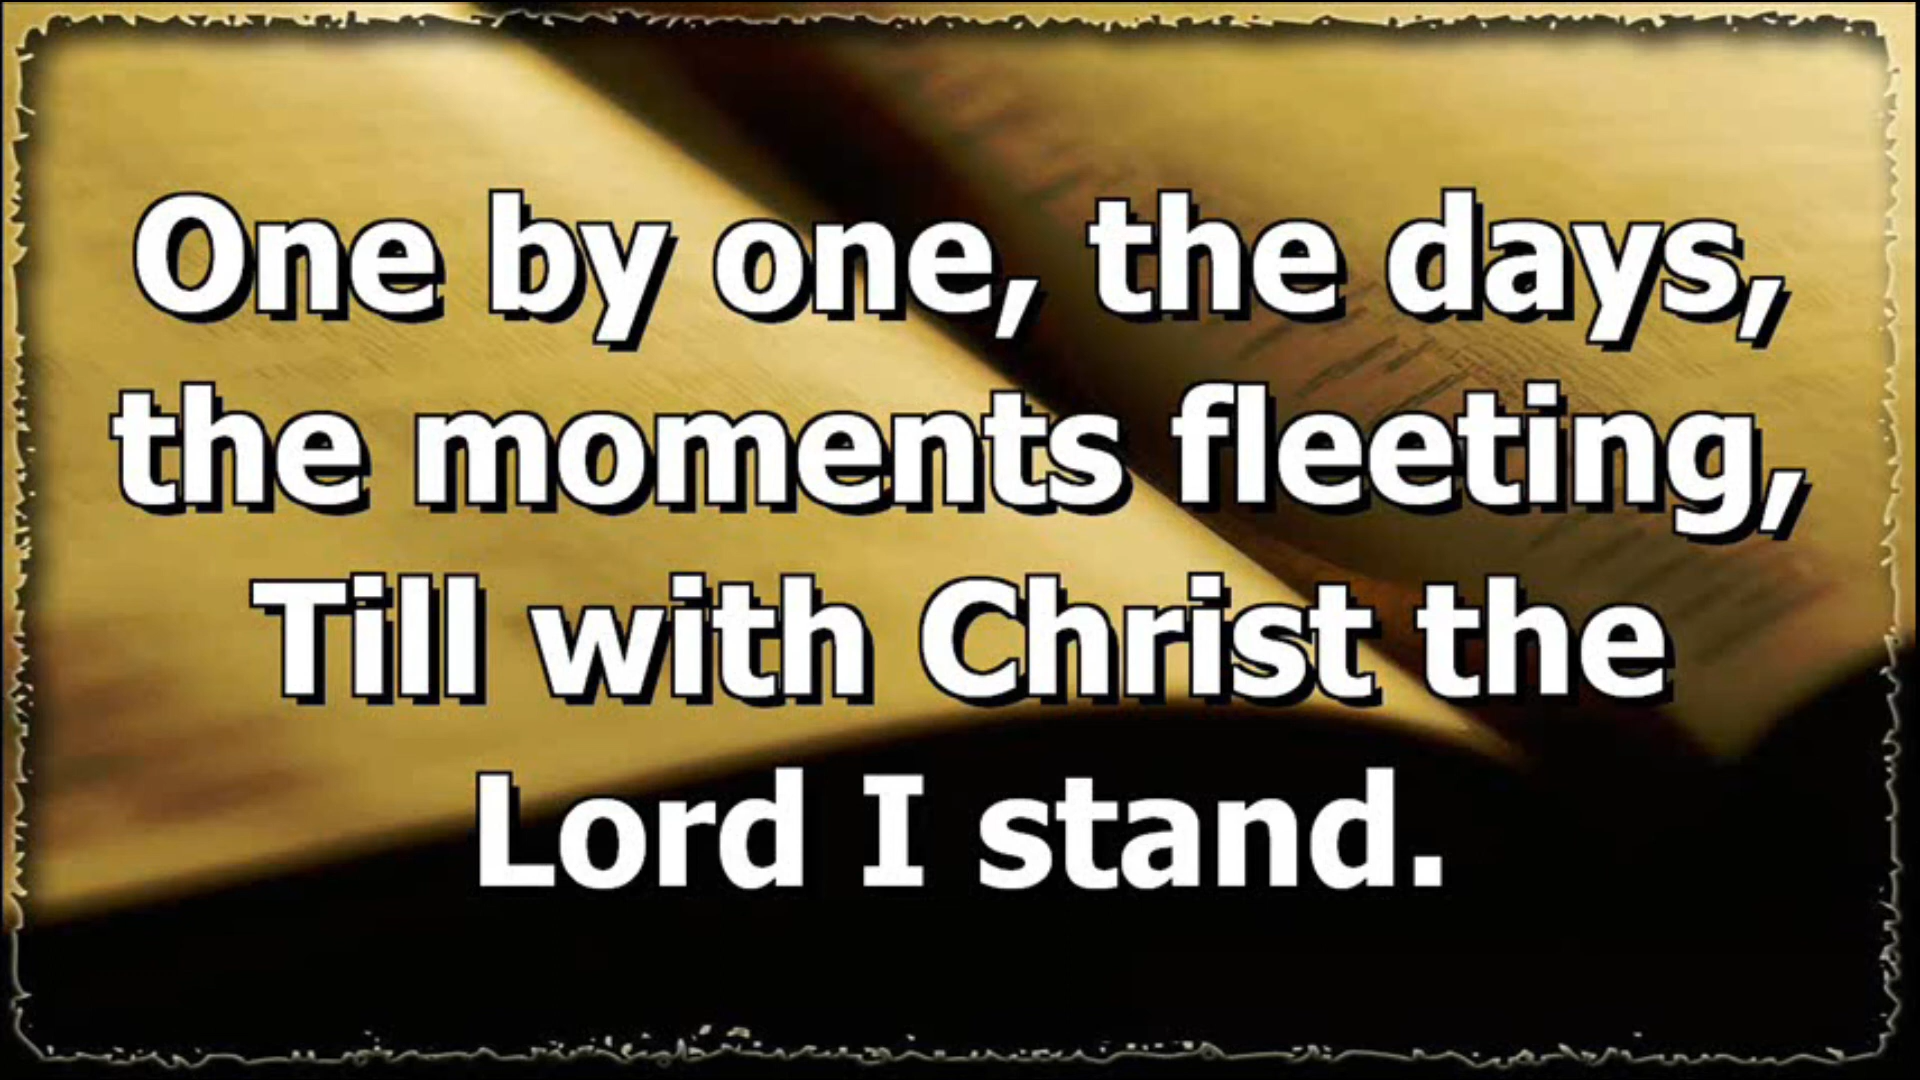 One by one, the days,
the moments fleeting,
Till with Christ the
Lord I stand.